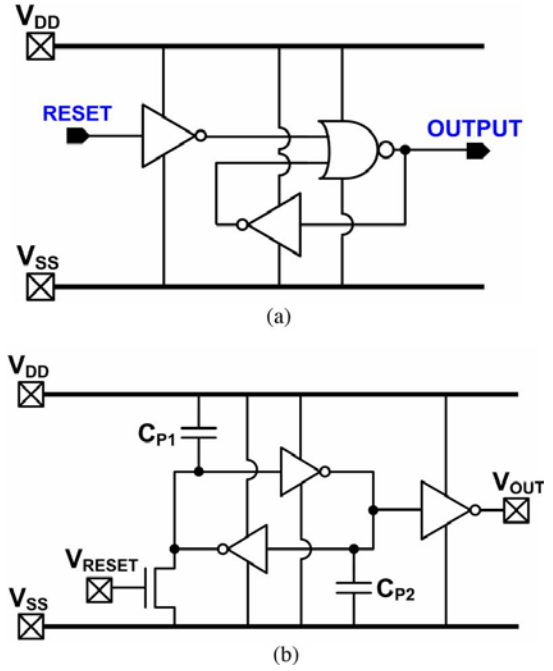 VDD
RESET
OUTPUT
VSS
(a)
VDD
CP1
VOUT
VRESET
CP2
VSS
(b)